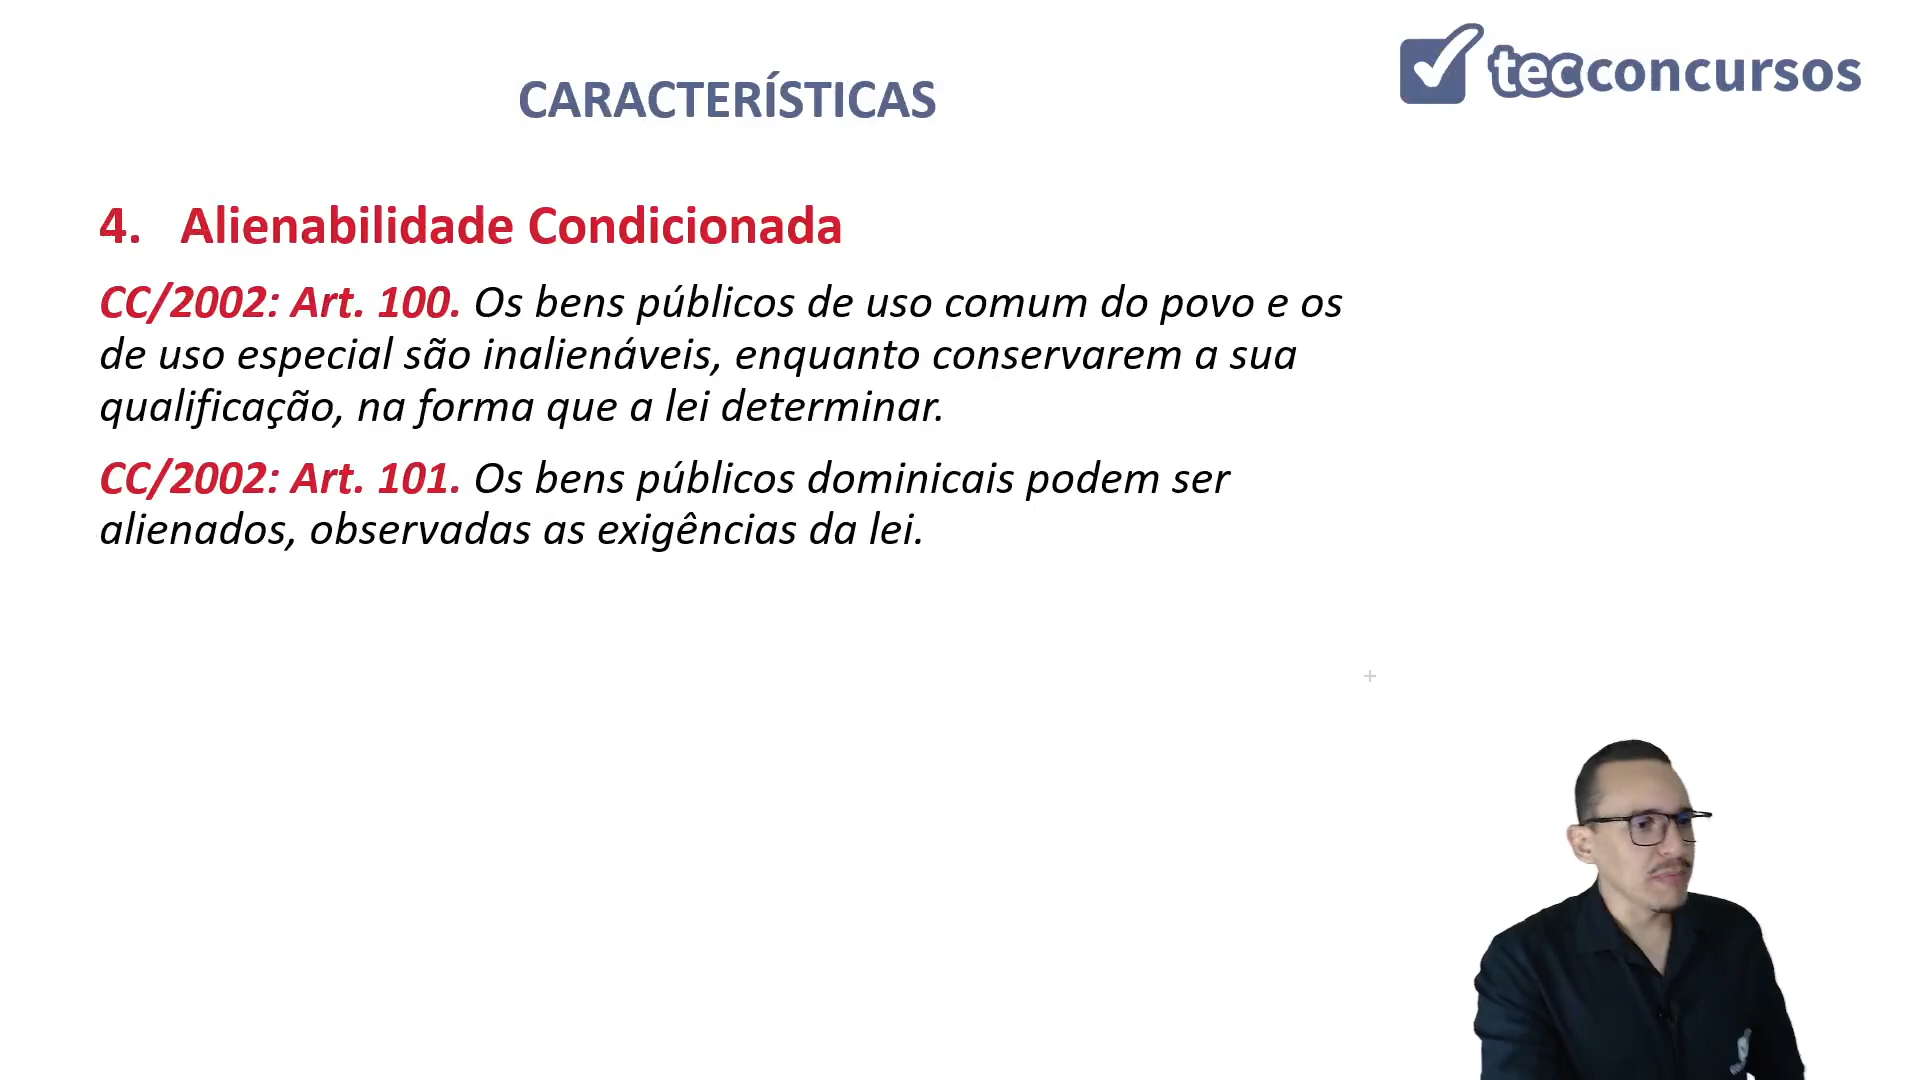 tecconcursos
CARACTERÍSTICAS
4. Alienabilidade Condicionada
CC/2002: Art. 100. Os bens públicos de uso comum do povo e os
de uso especial são inalienáveis, enquanto conservarem a sua
qualificação, na forma que a lei determinar.
CC/2002: Art. 101. Os bens públicos dominicais podem ser
alienados, observadas as exigências da lei.